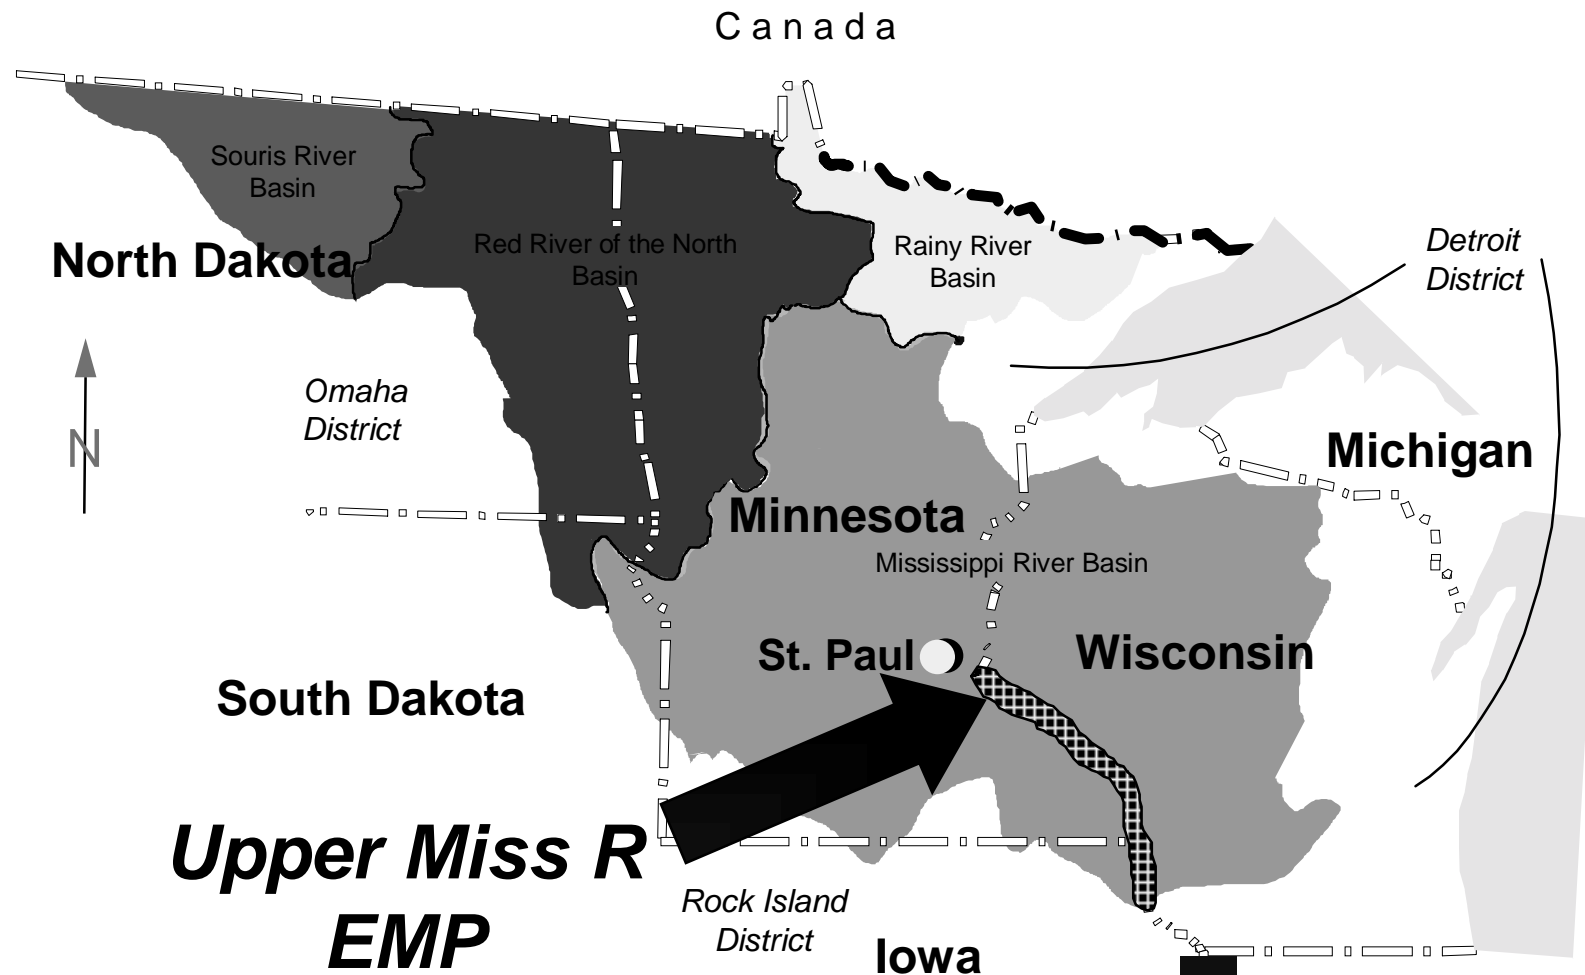 Canada
Souris River
Basin
North Dakota
Red River of the North
Basin
Rainy River
Basin
Detroit
District
Omaha
District
N
Michigan
Minnesota
Mississippi River Basin
St. Paul
Wisconsin
South Dakota
Upper Miss R
EMP
Rock Island
District
Iowa